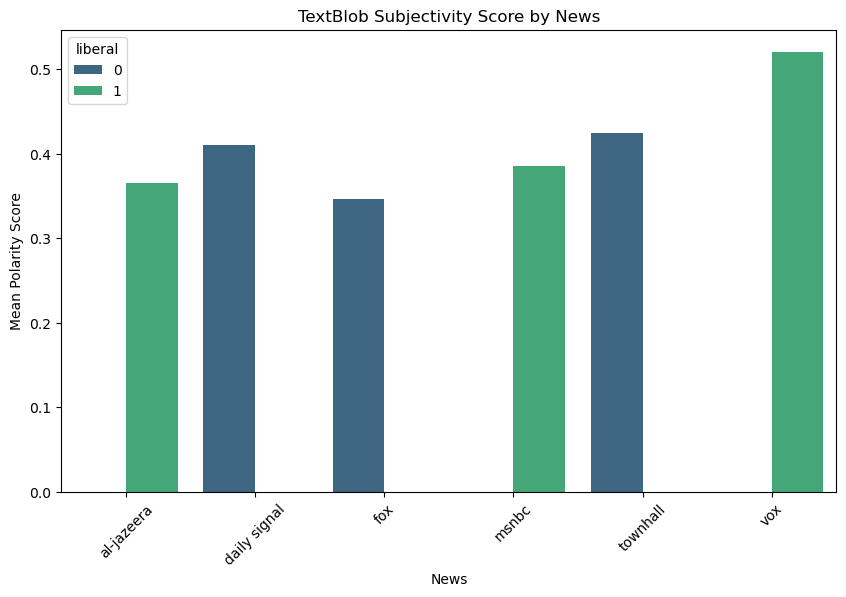 TextBlob Subjectivity Score by News
liberal
0
1
0.5
0.4
0.3
0.2
0.1
0.0
Mean Polarity Score
al-jazeera
daily signal
fox
msnbc
townhall
vox
News